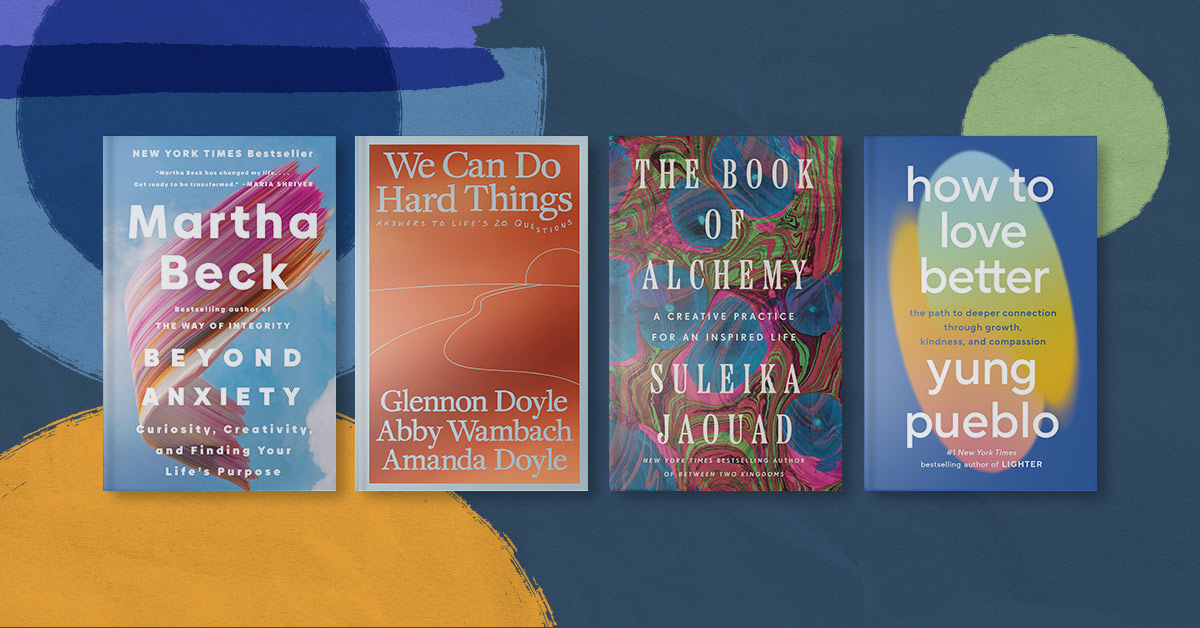 NEW YORK TIMES Bestseller
"Martha Beck has changed my life. . . .
Get ready to be transformed." –MARIA SHRIVER
Martha
Beck
Bestselling author of
THE WAY OF INTEGRITY
BEYOND
ANXIETY
Curiosity, Creativity,
and Finding Your
Life's Purpose
We Can Do
Hard Things
ANSWERS TO LIFE'S 20 QUESTIONS
Glennon Doyle
Abby Wambach
Amanda Doyle
THE BOOK
OF
ALCHEMY
A CREATIVE PRACTICE
FOR AN INSPIRED LIFE
SULEIKA
JAOUAD
NEW YORK TIMES BESTSELLING AUTHOR
OF BETWEEN TWO KINGDOMS
how to
love
better
the path to deeper connection
through growth,
kindness, and compassion
yung
pueblo
#1 New York Times
bestselling author of LIGHTER